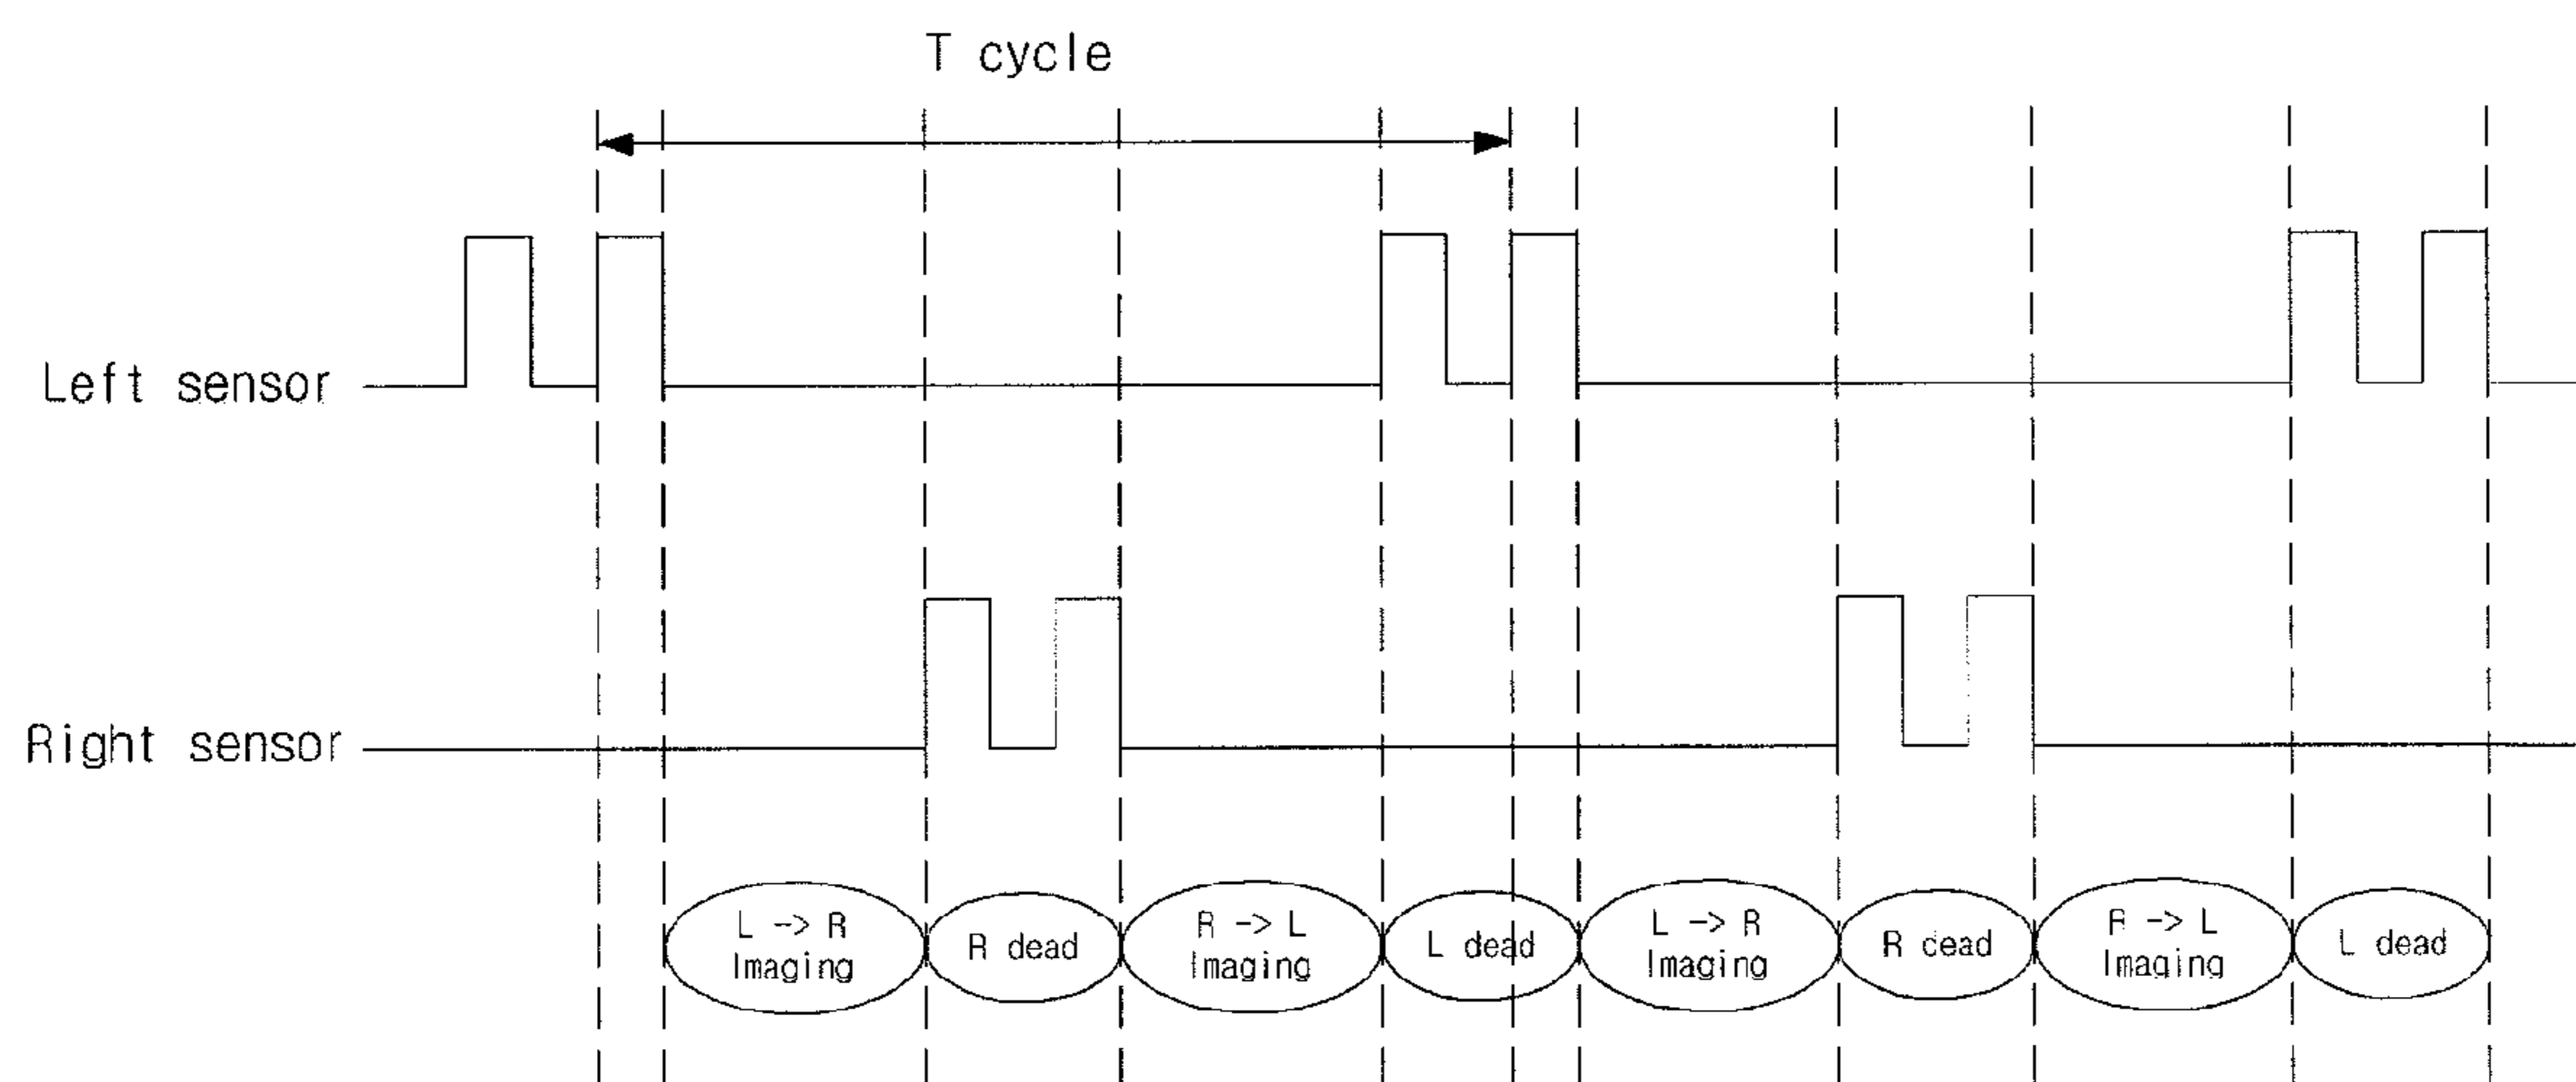 T cycle
Left sensor
Right sensor
L -> R
Imaging
R dead
R -> L
Imaging
L dead
L -> R
Imaging
R dead
R -> L
Imaging
L dead